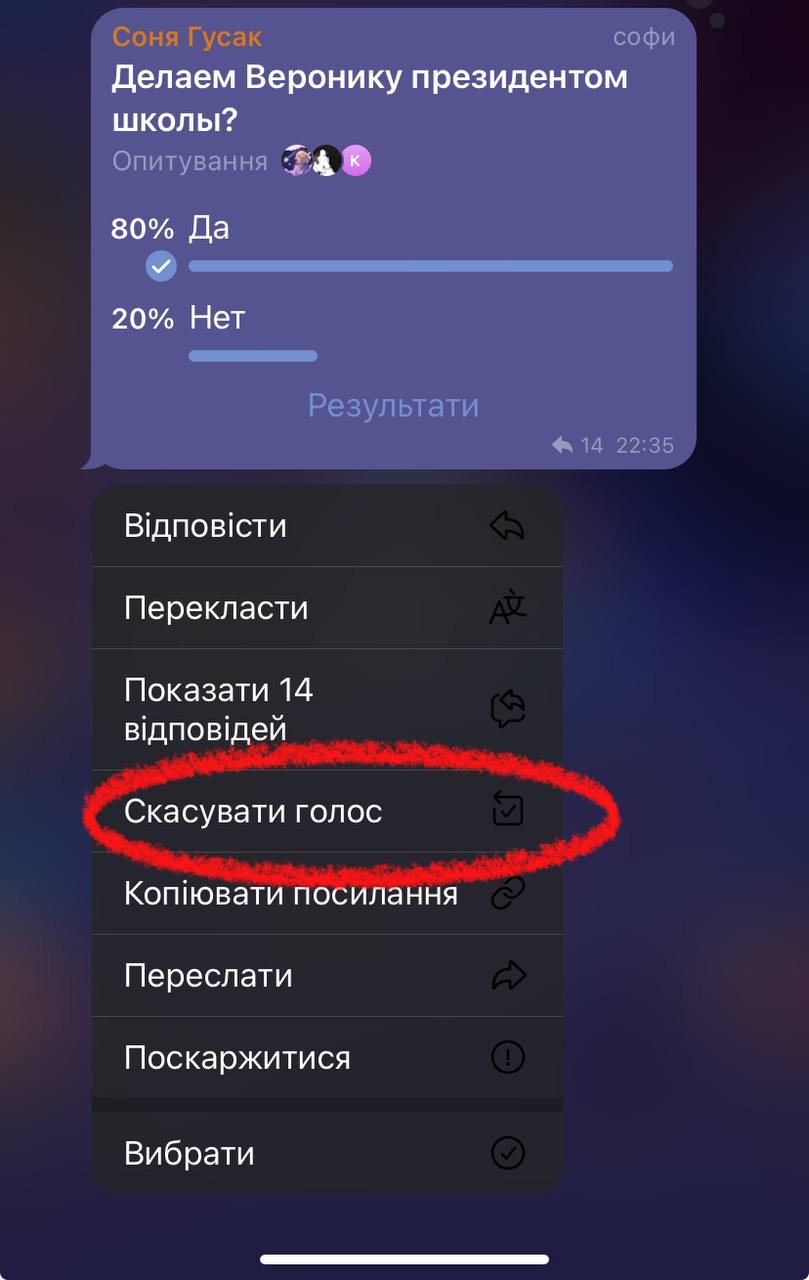 Соня Гусак софи
Делаем Веронику президентом
школы?
Опитування K
80% Да
20% Нет
Результати
14 22:35
Відповісти
Перекласти
Показати 14
відповідей
Скасувати голос
Копіювати посилання
Переслати
Поскаржитися
Вибрати